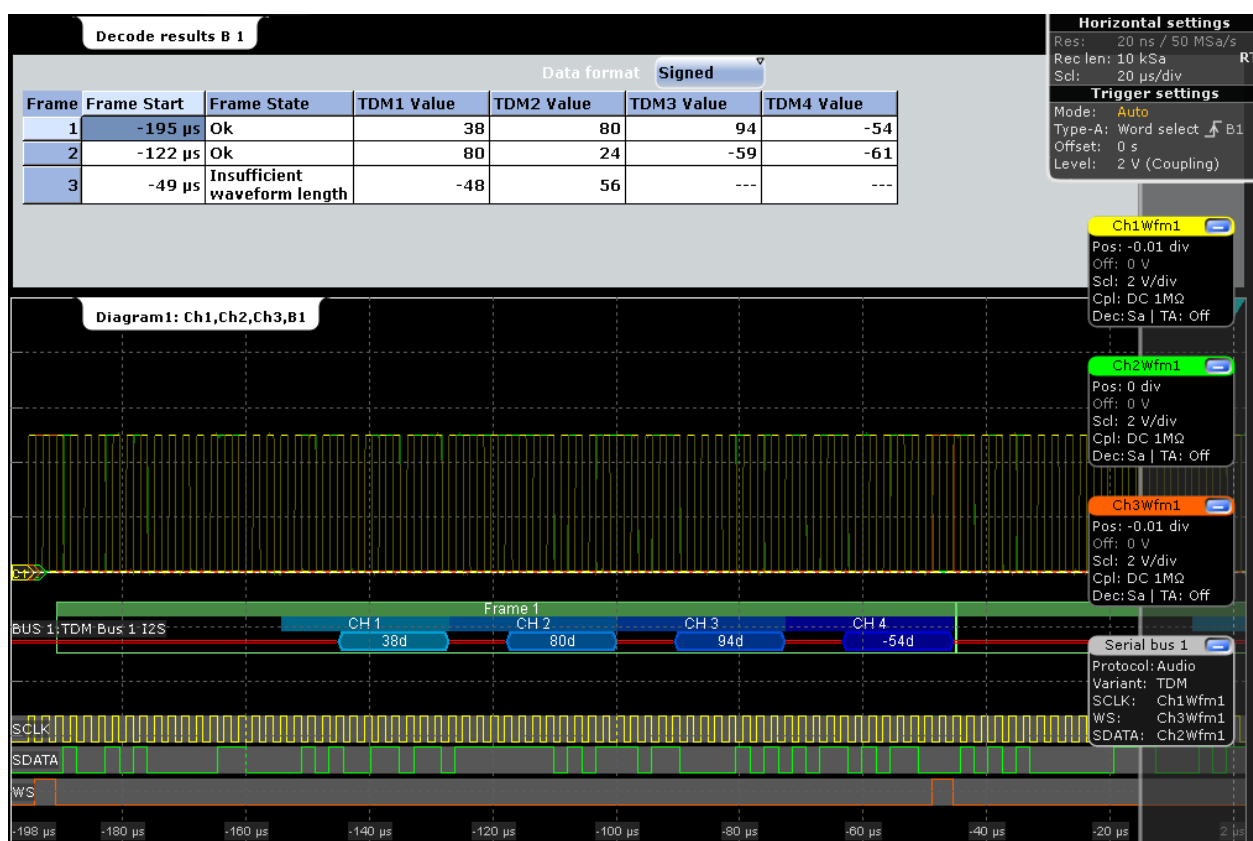 Decode results B 1
Data format Signed
Frame Frame Start Frame State TDM1 Value TDM2 Value TDM3 Value TDM4 Value
1 -195 µs Ok 38 80 94 -54
2 -122 µs Ok 80 24 -59 -61
3 -49 µs Insufficient waveform length -48 56 --- ---
Horizontal settings
Res: 20 ns / 50 MSa/s
Rec len: 10 kSa RT
Scl: 20 µs/div
Trigger settings
Mode: Auto
Type-A: Word select B1
Offset: 0 s
Level: 2 V (Coupling)
Ch1Wfm1
Pos: -0.01 div
Off: 0 V
Scl: 2 V/div
Cpl: DC 1MΩ
Dec: Sa | TA: Off
Diagram1: Ch1,Ch2,Ch3,B1
Ch2Wfm1
Pos: 0 div
Off: 0 V
Scl: 2 V/div
Cpl: DC 1MΩ
Dec: Sa | TA: Off
Ch3Wfm1
Pos: -0.01 div
Off: 0 V
Scl: 2 V/div
Cpl: DC 1MΩ
Dec: Sa | TA: Off
C1
Frame 1
BUS 1:TDM Bus 1 I2S
CH 1 CH 2 CH 3 CH 4
38d 80d 94d -54d
Serial bus 1
Protocol: Audio
Variant: TDM
SCLK: Ch1Wfm1
WS: Ch3Wfm1
SDATA: Ch2Wfm1
SCLK
SDATA
WS
-198 µs -180 µs -160 µs -140 µs -120 µs -100 µs -80 µs -60 µs -40 µs -20 µs 2 µs